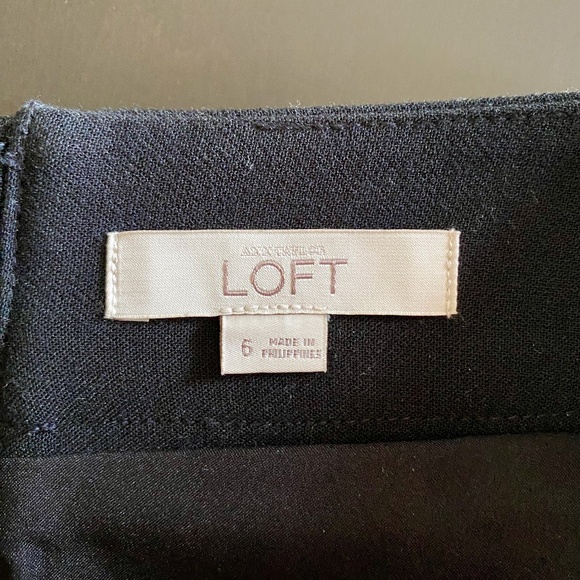 ANN TAYLOR
LOFT
6
MADE IN
PHILIPPINES